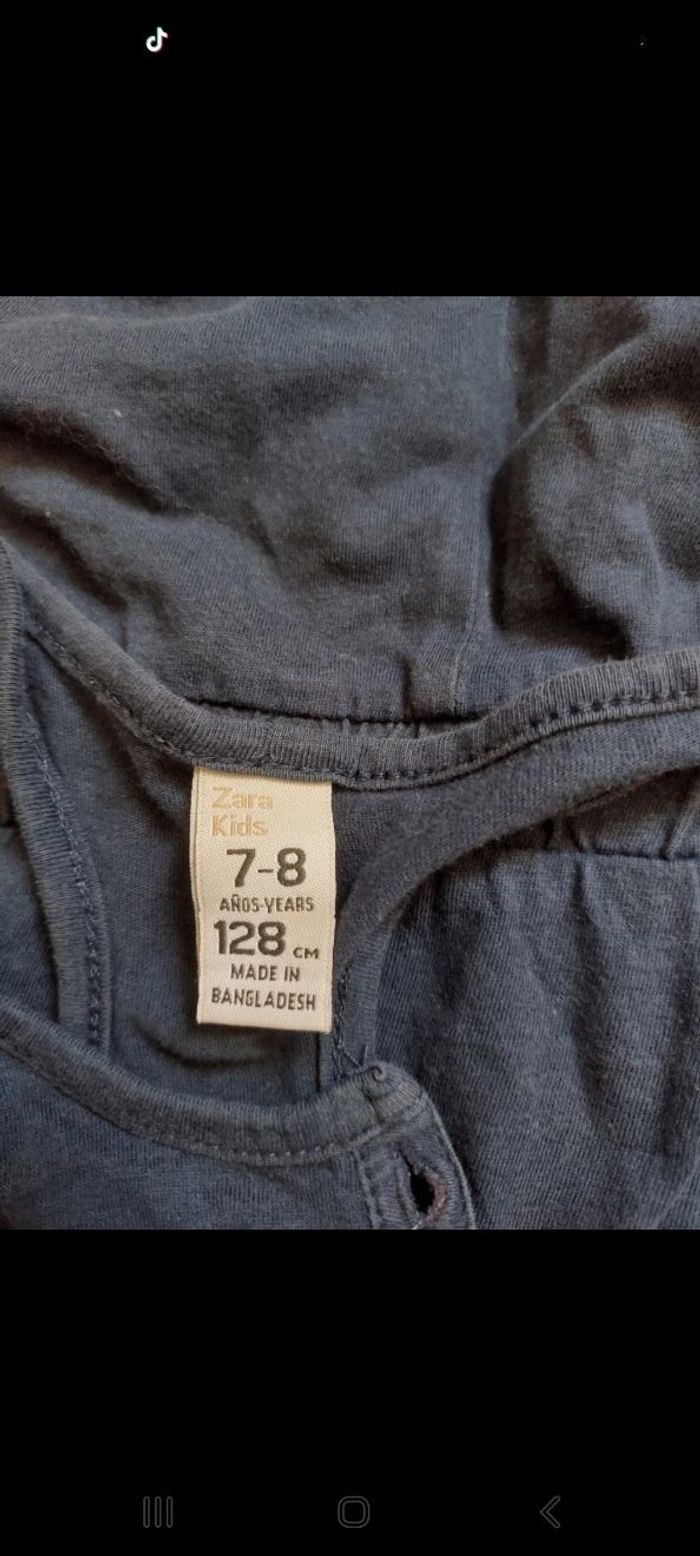 Zara
Kids
7-8
AÑOS-YEARS
128 CM
MADE IN
BANGLADESH